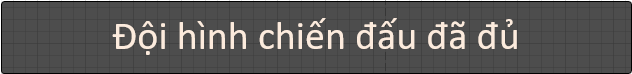 Đội hình chiến đấu đã đủ